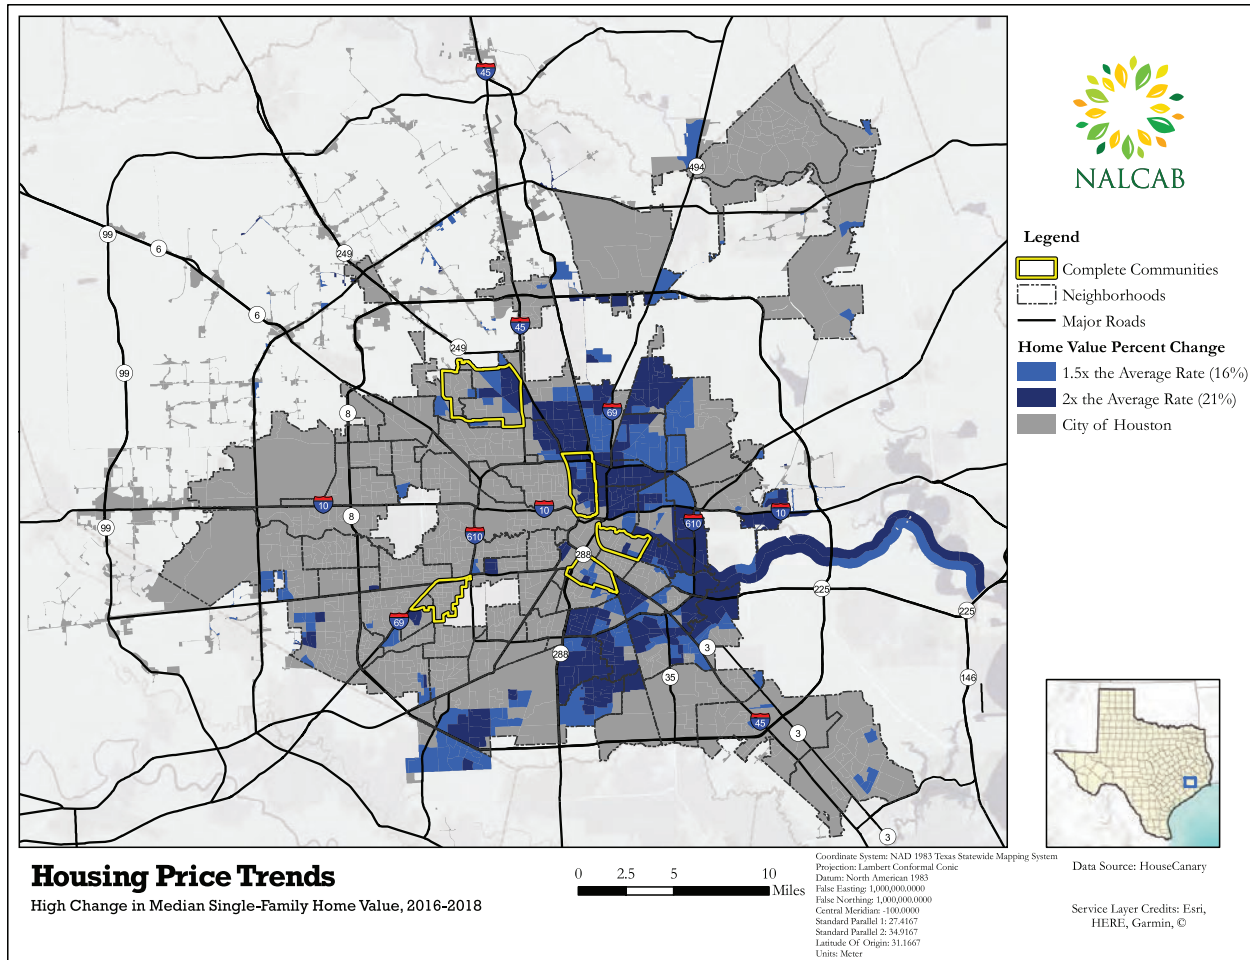 45
494
99
6
249
6
45
249
99
69
8
10
10
10
8
610
610
99
288
225
225
69
3
288
35
146
45
3
3
NALCAB
Legend
Complete Communities
Neighborhoods
Major Roads
Home Value Percent Change
1.5x the Average Rate (16%)
2x the Average Rate (21%)
City of Houston
Housing Price Trends
High Change in Median Single-Family Home Value, 2016-2018
0 2.5 5 10
Miles
Coordinate System: NAD 1983 Texas Statewide Mapping System
Projection: Lambert Conformal Conic
Datum: North American 1983
False Easting: 1,000,000.0000
False Northing: 1,000,000.0000
Central Meridian: -100.0000
Standard Parallel 1: 27.4167
Standard Parallel 2: 34.9167
Latitude Of Origin: 31.1667
Units: Meter
Data Source: HouseCanary
Service Layer Credits: Esri,
HERE, Garmin, ©